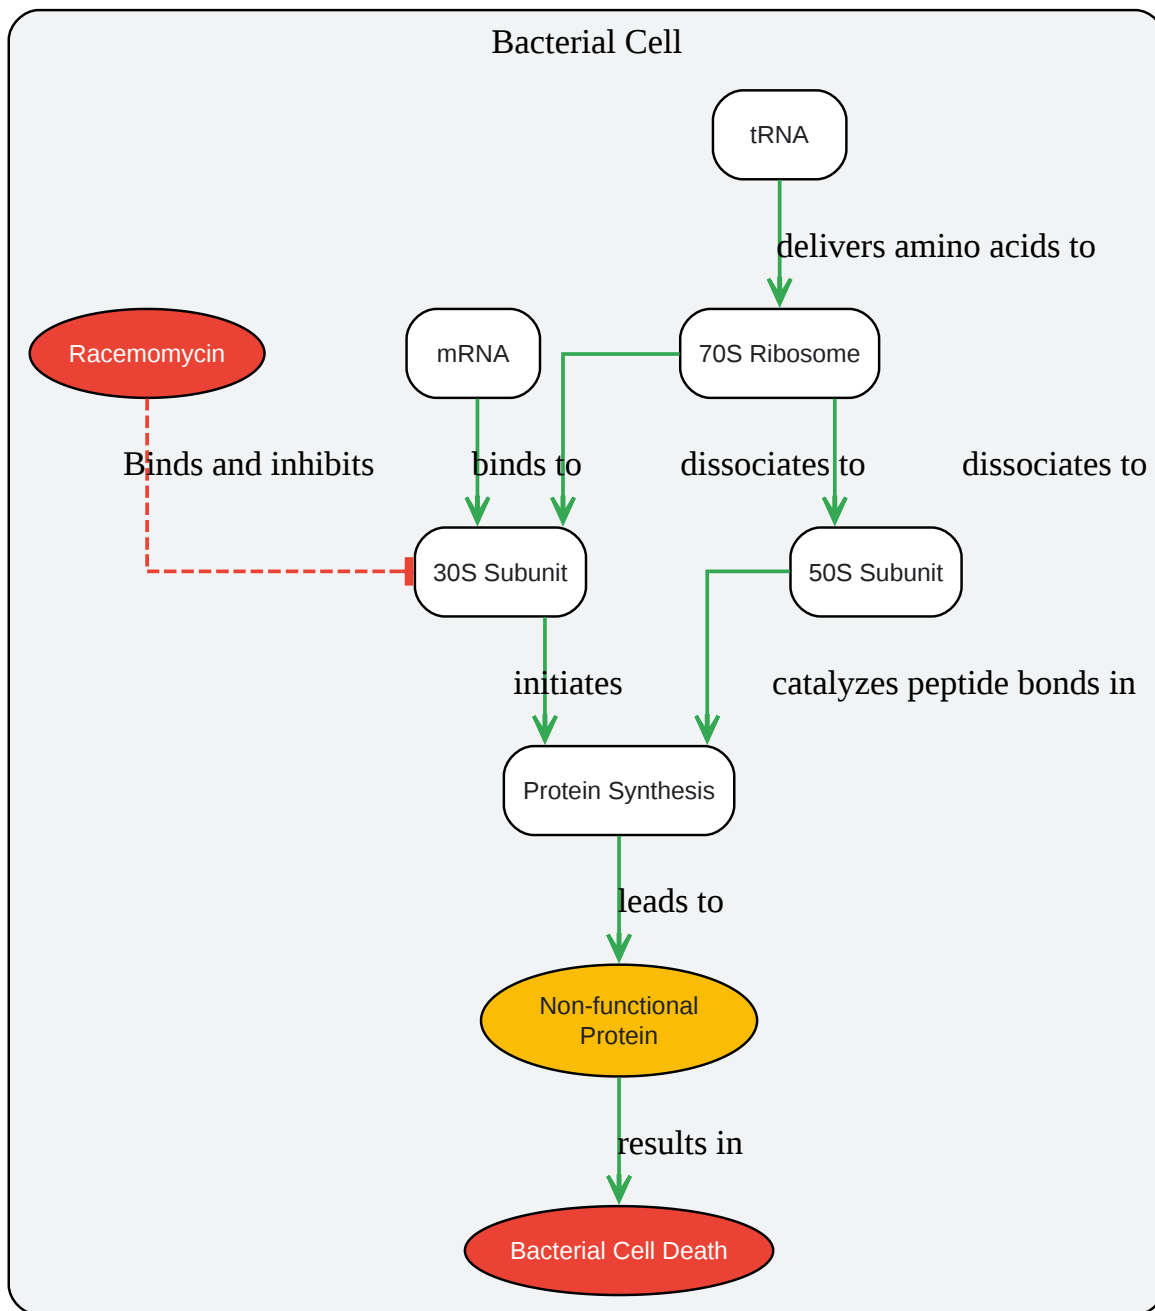 Bacterial Cell
tRNA
delivers amino acids to
Racemomycin
mRNA
70S Ribosome
Binds and inhibits
binds to
dissociates to
dissociates to
30S Subunit
50S Subunit
initiates
catalyzes peptide bonds in
Protein Synthesis
leads to
Non-functional
Protein
results in
Bacterial Cell Death